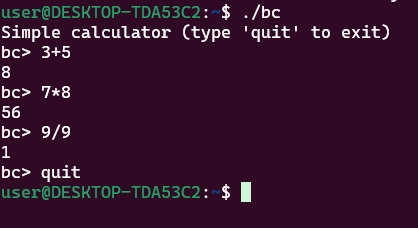 user@DESKTOP-TDA53C2:~$ ./bc
Simple calculator (type 'quit' to exit)
bc> 3+5
8
bc> 7*8
56
bc> 9/9
1
bc> quit
user@DESKTOP-TDA53C2:~$